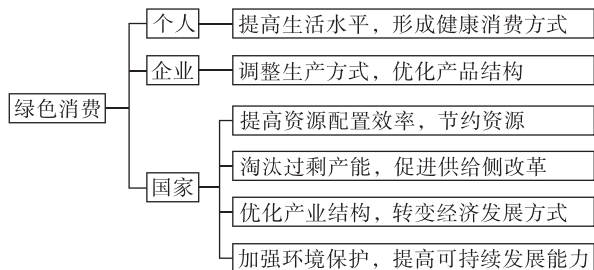 个人
提高生活水平，形成健康消费方式
企业
调整生产方式，优化产品结构
绿色消费
国家
提高资源配置效率，节约资源
淘汰过剩产能，促进供给侧改革
优化产业结构，转变经济发展方式
加强环境保护，提高可持续发展能力